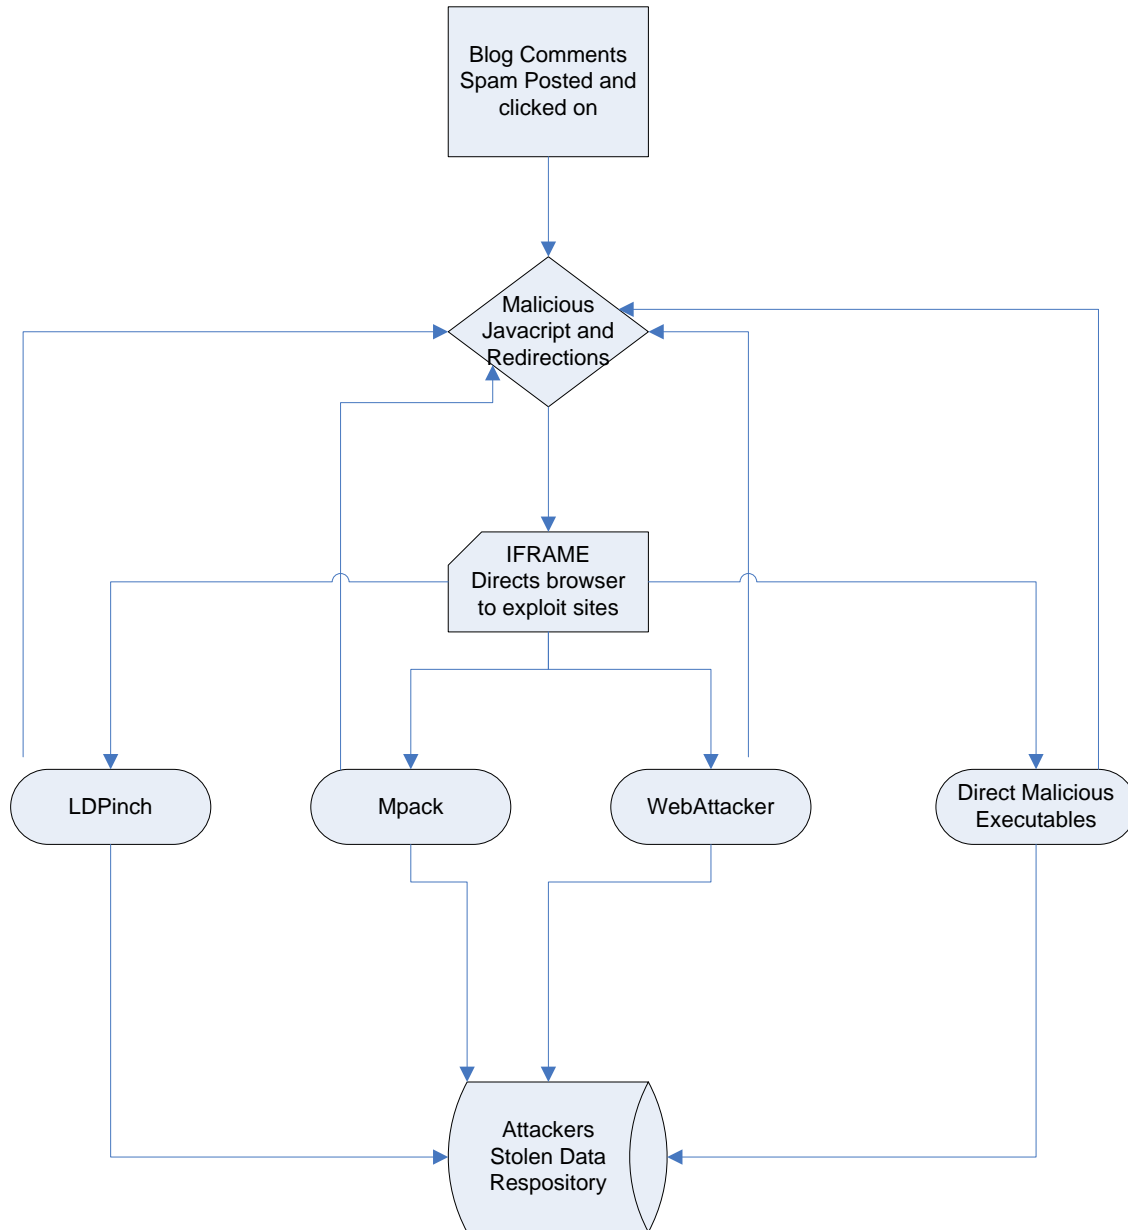 Blog Comments
Spam Posted and
clicked on
Malicious
Javacript and
Redirections
IFRAME
Directs browser
to exploit sites
LDPinch
Mpack
WebAttacker
Direct Malicious
Executables
Attackers
Stolen Data
Respository